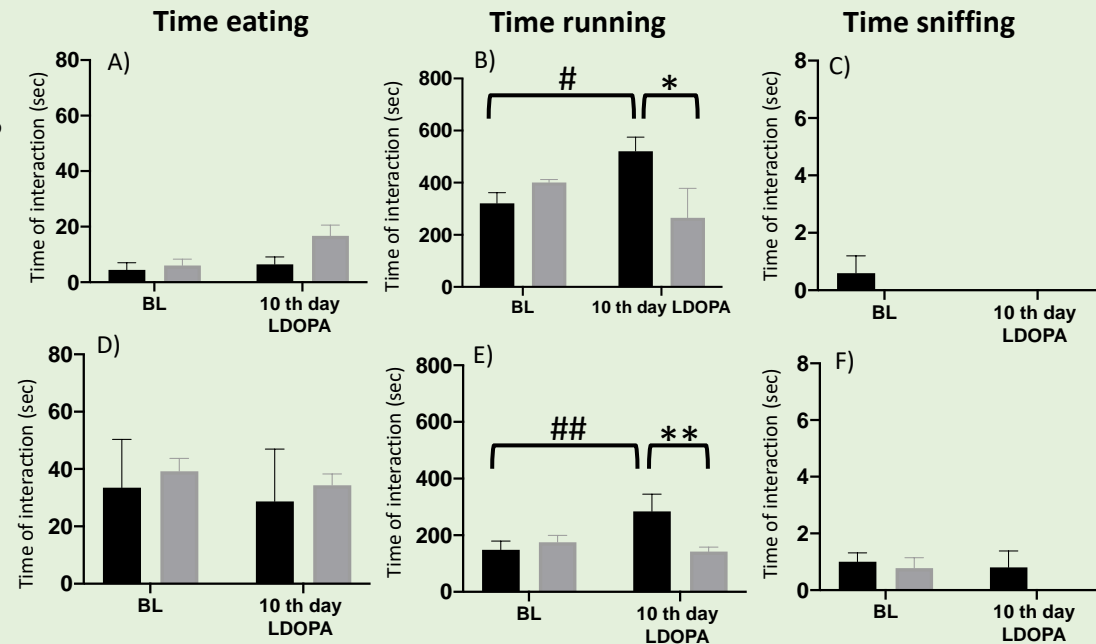 Time eating
Time running
Time sniffing
A)
Time of interaction (sec)
80
60
40
20
0
BL
10 th day
LDOPA
B)
Time of interaction (sec)
800
600
400
200
0
#
*
BL
10 th day LDOPA
C)
Time of interaction (sec)
8
6
4
2
0
BL
10 th day
LDOPA
D)
Time of interaction (sec)
80
60
40
20
0
BL
10 th day
LDOPA
E)
Time of interaction (sec)
800
600
400
200
0
##
**
BL
10 th day
LDOPA
F)
Time of interaction (sec)
8
6
4
2
0
BL
10 th day
LDOPA